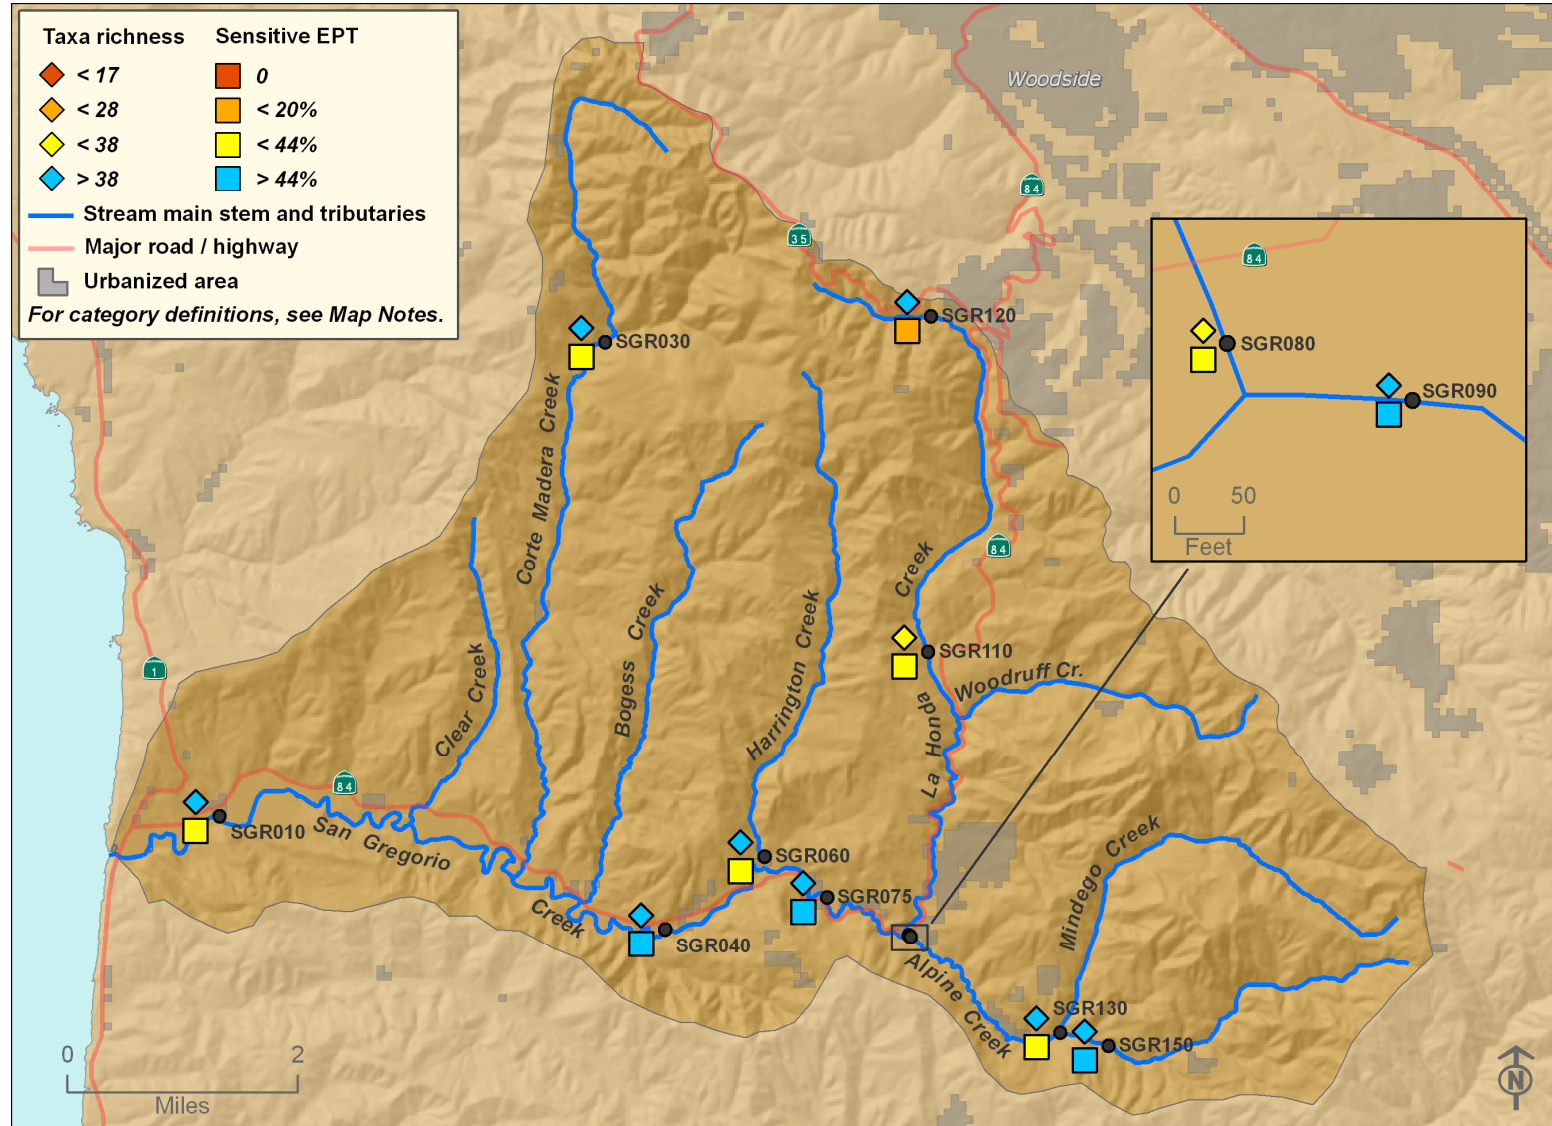 Taxa richness Sensitive EPT
< 17 0
< 28 < 20%
< 38 < 44%
> 38 > 44%
Stream main stem and tributaries
Major road / highway
Urbanized area
For category definitions, see Map Notes.
Woodside
84
35
84
SGR120
SGR080
SGR030
SGR090
Corte Madera Creek
0 50
Feet
84
Creek
Bogess Creek
Harrington Creek
SGR110
Woodruff Cr.
1
Clear Creek
La Honda
84
SGR010
San Gregorio
Mindego Creek
SGR060
SGR075
Creek
SGR040
Alpine Creek
SGR130
SGR150
0 2
Miles
N